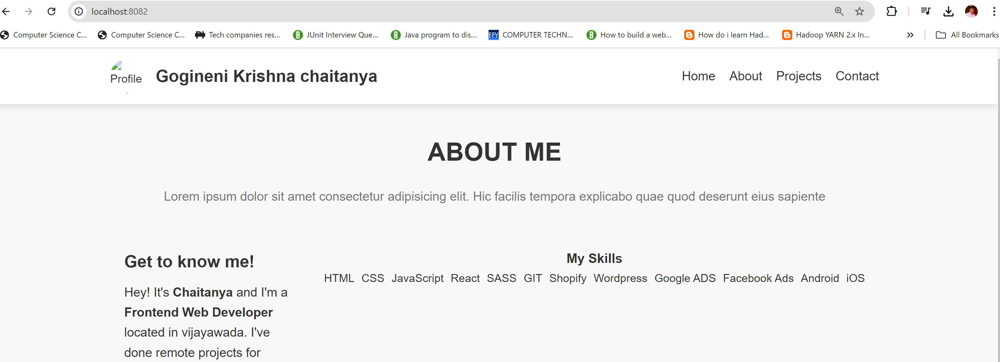 localhost:8082
Computer Science C... Computer Science C... Tech companies res... JUnit Interview Que... Java program to dis... EFY COMPUTER TECHN... How to build a web... How do i learn Had... Hadoop YARN 2.x In... » All Bookmarks
Profile Gogineni Krishna chaitanya Home About Projects Contact
ABOUT ME
Lorem ipsum dolor sit amet consectetur adipisicing elit. Hic facilis tempora explicabo quae quod deserunt eius sapiente
Get to know me!
Hey! It's Chaitanya and I'm a
Frontend Web Developer
located in vijayawada. I've
done remote projects for
My Skills
HTML CSS JavaScript React SASS GIT Shopify Wordpress Google ADS Facebook Ads Android iOS